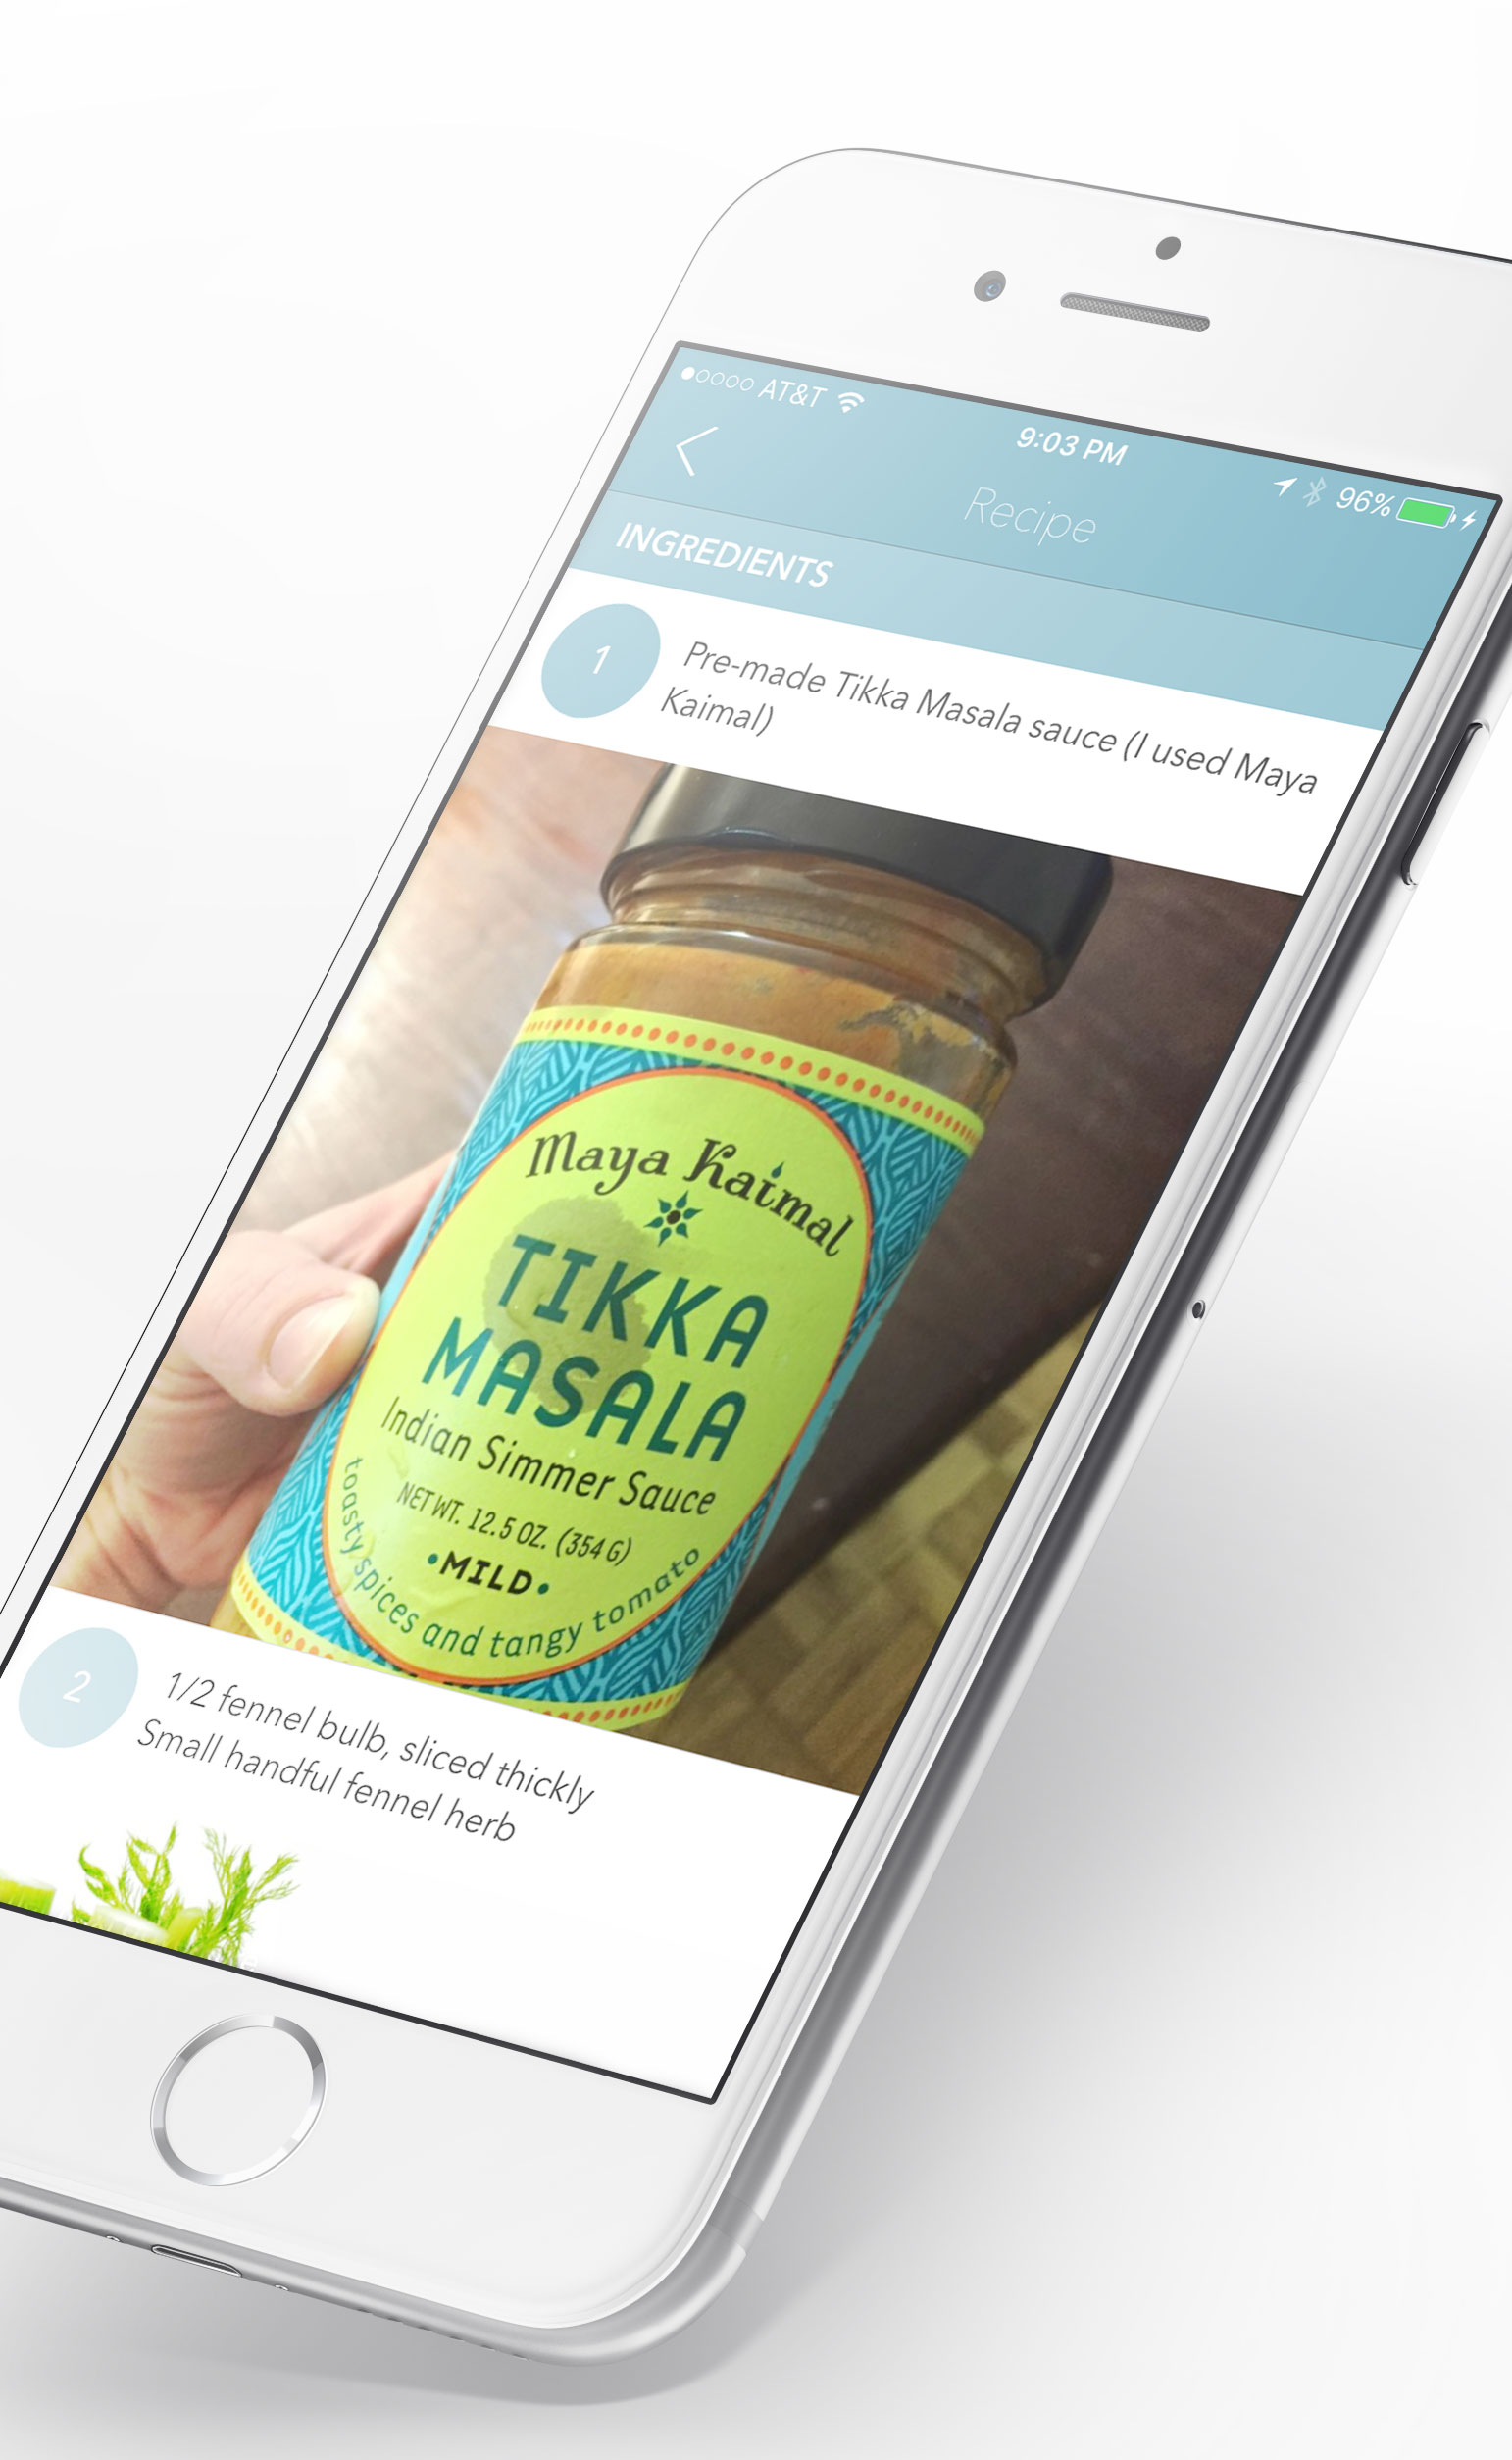 AT&T
9:03 PM
96%
Recipe
INGREDIENTS
1
Pre-made Tikka Masala sauce (I used Maya
Kaimal)
Maya Kaimal
TIKKA
MASALA
Indian Simmer Sauce
NET WT. 12.5 OZ. (354 G)
•MILD•
toasty spices and tangy tomato
2
1/2 fennel bulb, sliced thickly
Small handful fennel herb